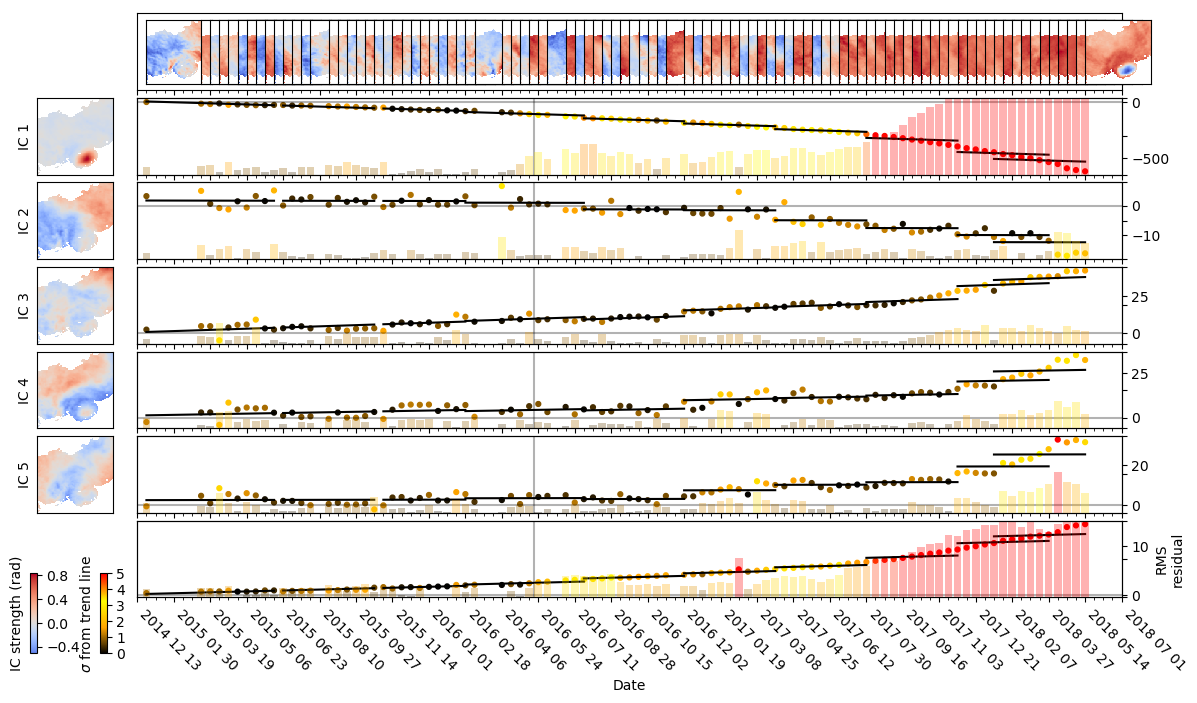 IC 1
0
−500
IC 2
0
−10
IC 3
25
0
IC 4
25
0
IC 5
20
0
10
0
RMS
residual
IC strength (rad)
0.8
0.4
0.0
−0.4
σ from trend line
5
4
3
2
1
0
2014 12 13
2015 01 30
2015 03 19
2015 05 06
2015 06 23
2015 08 10
2015 09 27
2015 11 14
2016 01 01
2016 02 18
2016 04 06
2016 05 24
2016 07 11
2016 08 28
2016 10 15
2016 12 02
2017 01 19
2017 03 08
2017 04 25
2017 06 12
2017 07 30
2017 09 16
2017 11 03
2017 12 21
2018 02 07
2018 03 27
2018 05 14
2018 07 01
Date